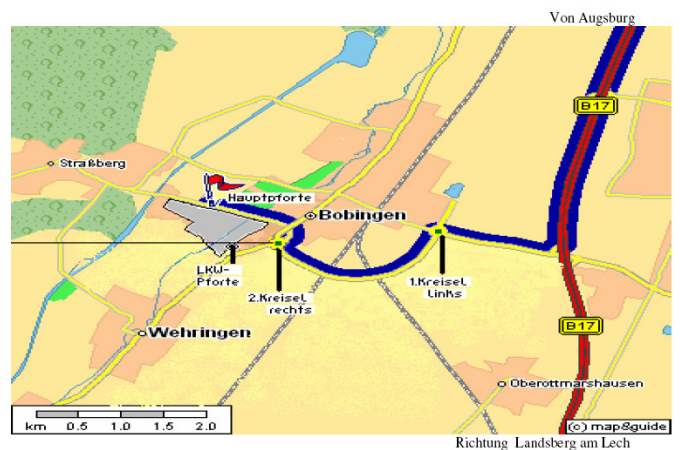 Von Augsburg
B17
Straßberg
Hauptpforte
Bobingen
LKW-
Pforte
2.Kreisel
rechts
1.Kreisel
links
Wehringen
B17
Oberottmarshausen
km 0.5 1.0 1.5 2.0
(c) map&guide
Richtung Landsberg am Lech